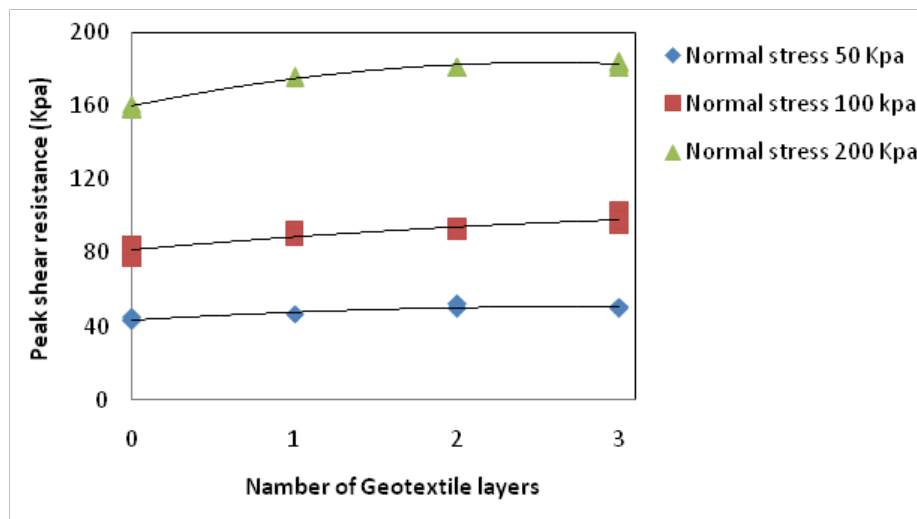 200
160
120
80
40
0
Peak shear resistance (Kpa)
0 1 2 3
Namber of Geotextile layers
Normal stress 50 Kpa
Normal stress 100 kpa
Normal stress 200 Kpa